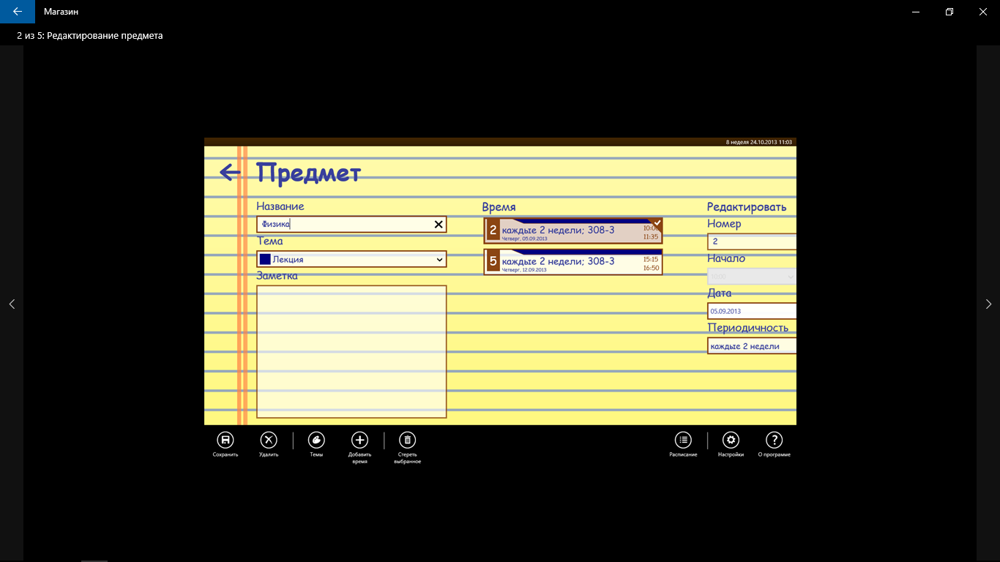 Магазин
2 из 5: Редактирование предмета
8 неделя 24.10.2013 11:03
Предмет
Название
Физика
Тема
Лекция
Заметка
Время
2 каждые 2 недели; 308-3 10:00
Четверг, 05.09.2013 11:35
5 каждые 2 недели; 308-3 15:15
Четверг, 12.09.2013 16:50
Редактировать
Номер
2
Начало
10:00
Дата
05.09.2013
Периодичность
каждые 2 недели
Сохранить
Удалить
Темы
Добавить
время
Стереть
выбранное
Расписание
Настройки
? О программе